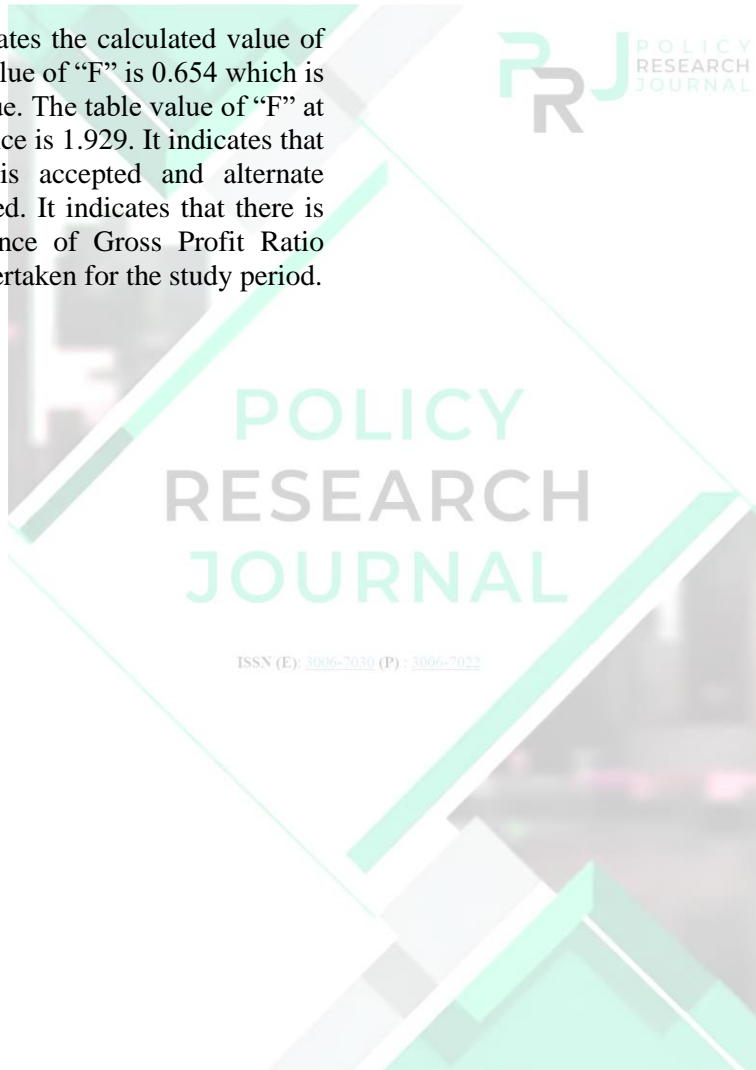 ates the calculated value of
lue of “F” is 0.654 which is
ue. The table value of “F” at
ce is 1.929. It indicates that
is accepted and alternate
ed. It indicates that there is
nce of Gross Profit Ratio
ertaken for the study period.
PRJ
POLICY
RESEARCH
JOURNAL
POLICY
RESEARCH
JOURNAL
ISSN (E): 3006-7030 (P) : 3006-7022